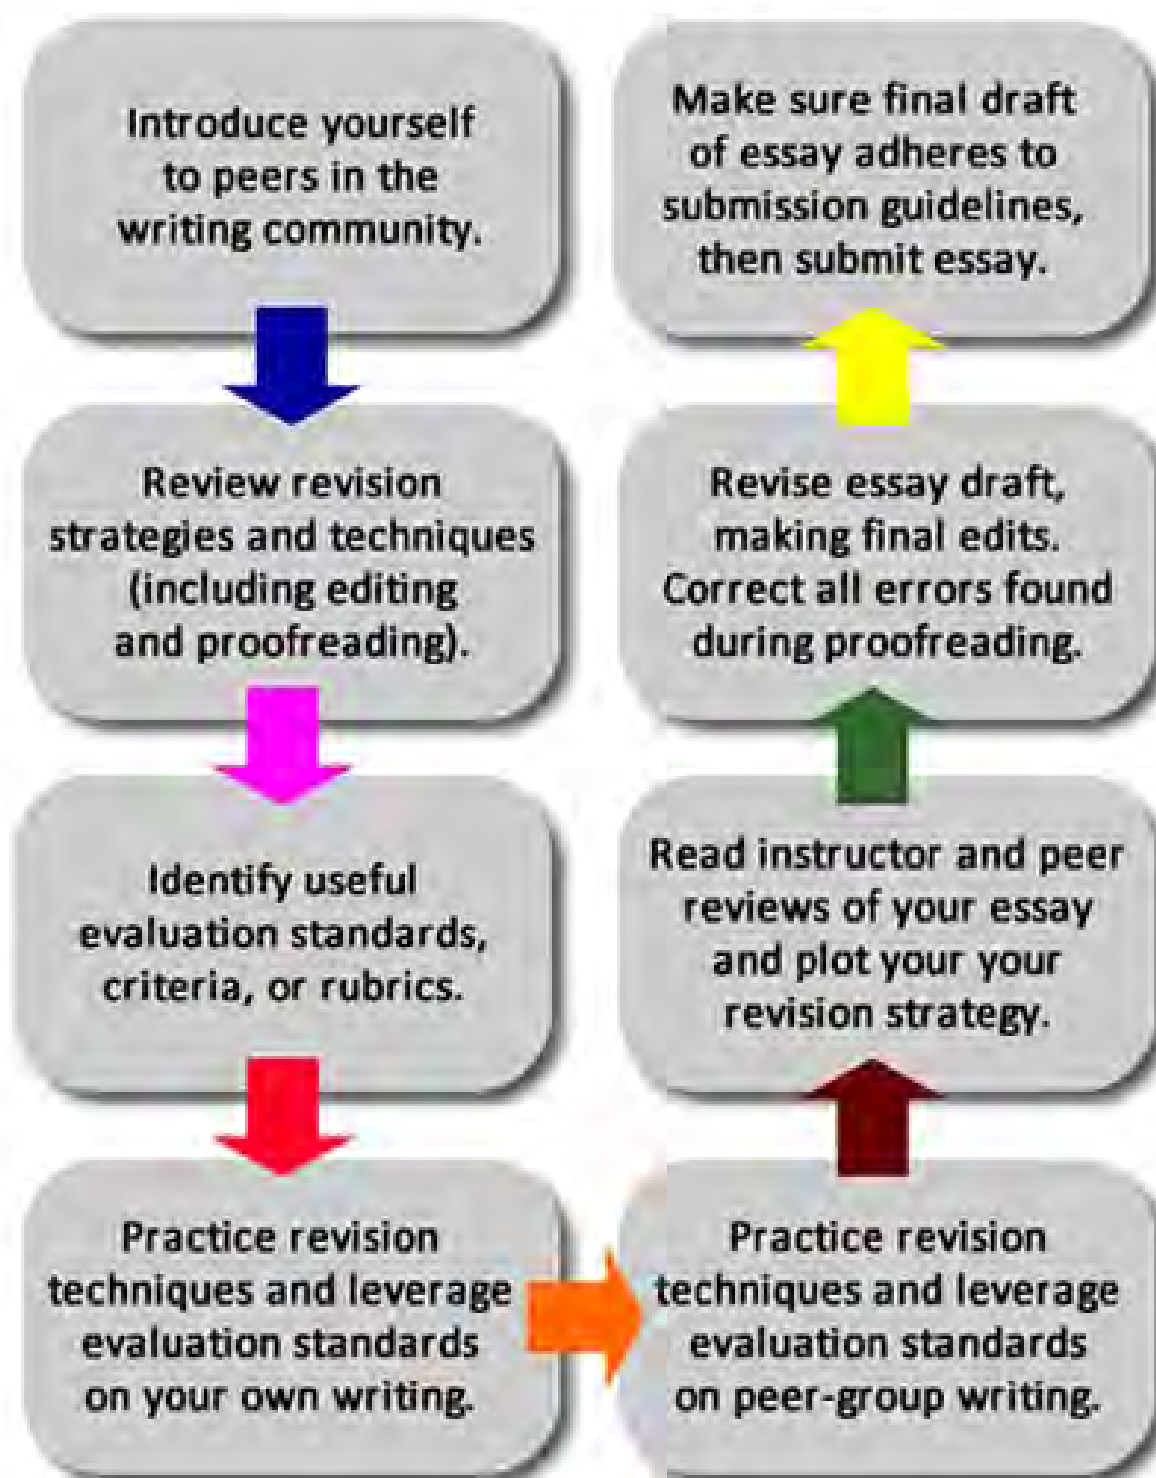 Introduce yourself
to peers in the
writing community.
Review revision
strategies and techniques
(including editing
and proofreading).
Identify useful
evaluation standards,
criteria, or rubrics.
Practice revision
techniques and leverage
evaluation standards
on your own writing.
Practice revision
techniques and leverage
evaluation standards
on peer-group writing.
Read instructor and peer
reviews of your essay
and plot your your
revision strategy.
Revise essay draft,
making final edits.
Correct all errors found
during proofreading.
Make sure final draft
of essay adheres to
submission guidelines,
then submit essay.